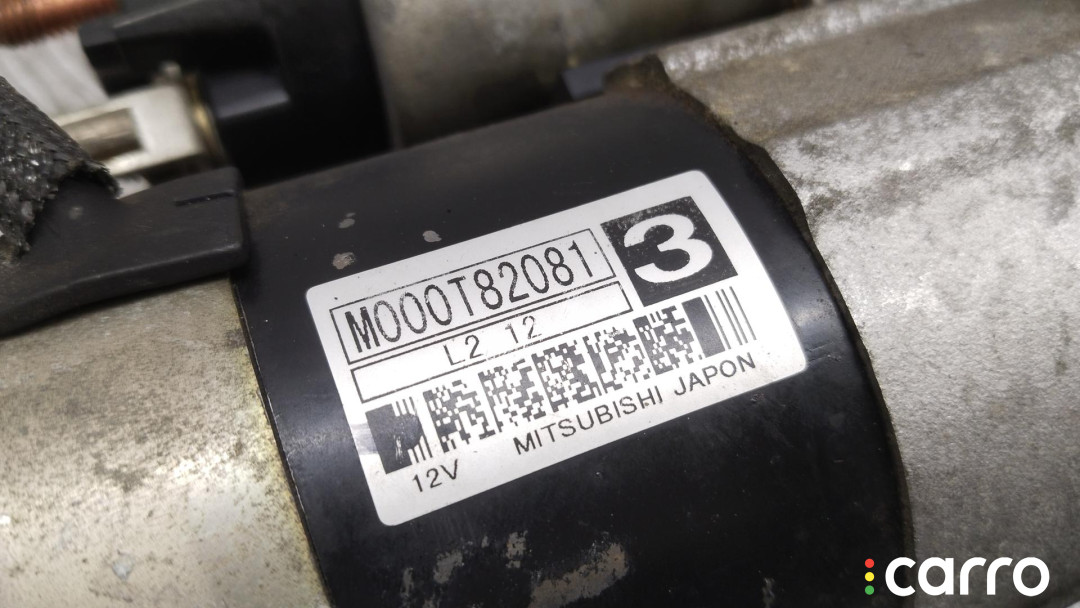 M000T82081
3
L2 12
12V MITSUBISHI JAPON
carro